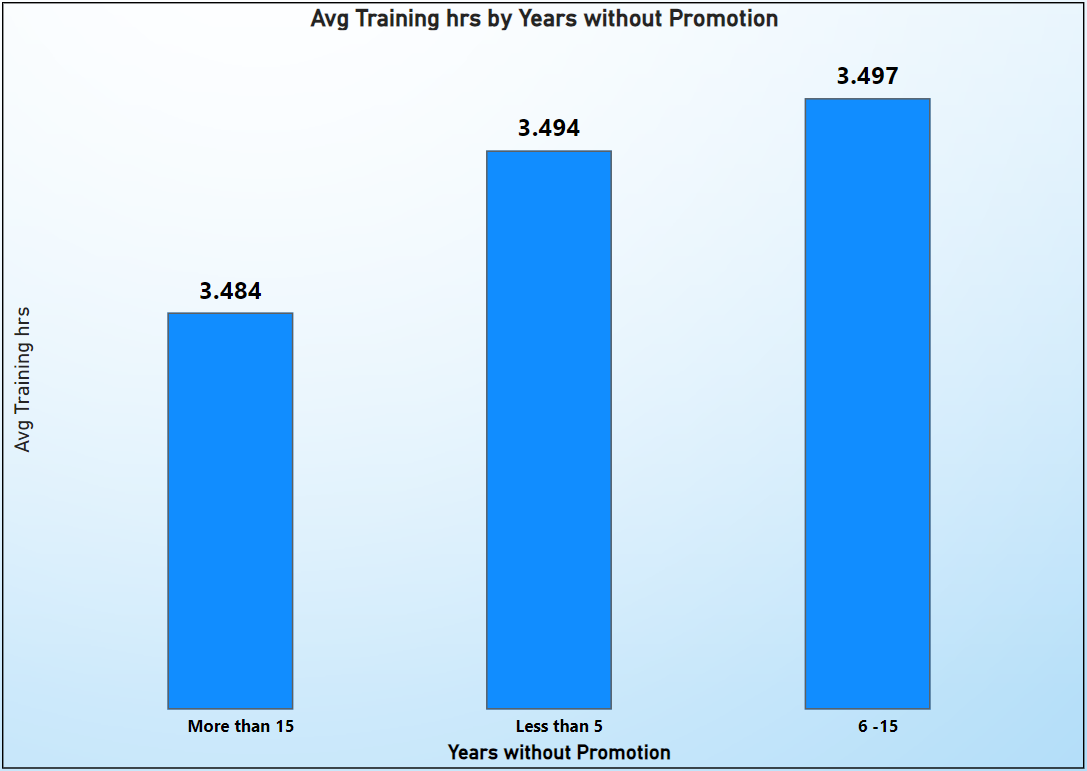 Avg Training hrs by Years without Promotion
3.497
3.494
3.484
Avg Training hrs
More than 15
Less than 5
6 -15
Years without Promotion